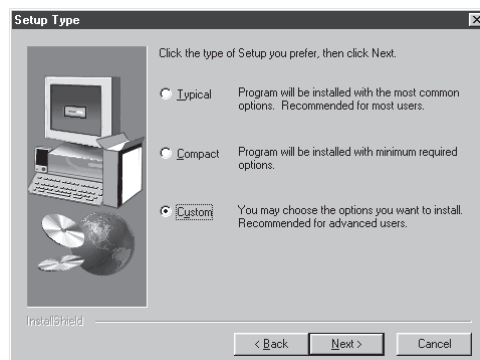 Setup Type
Click the type of Setup you prefer, then click Next.
Typical
Program will be installed with the most common
options. Recommended for most users.
Compact
Program will be installed with minimum required
options.
Custom
You may choose the options you want to install.
Recommended for advanced users.
InstallShield
< Back
Next >
Cancel